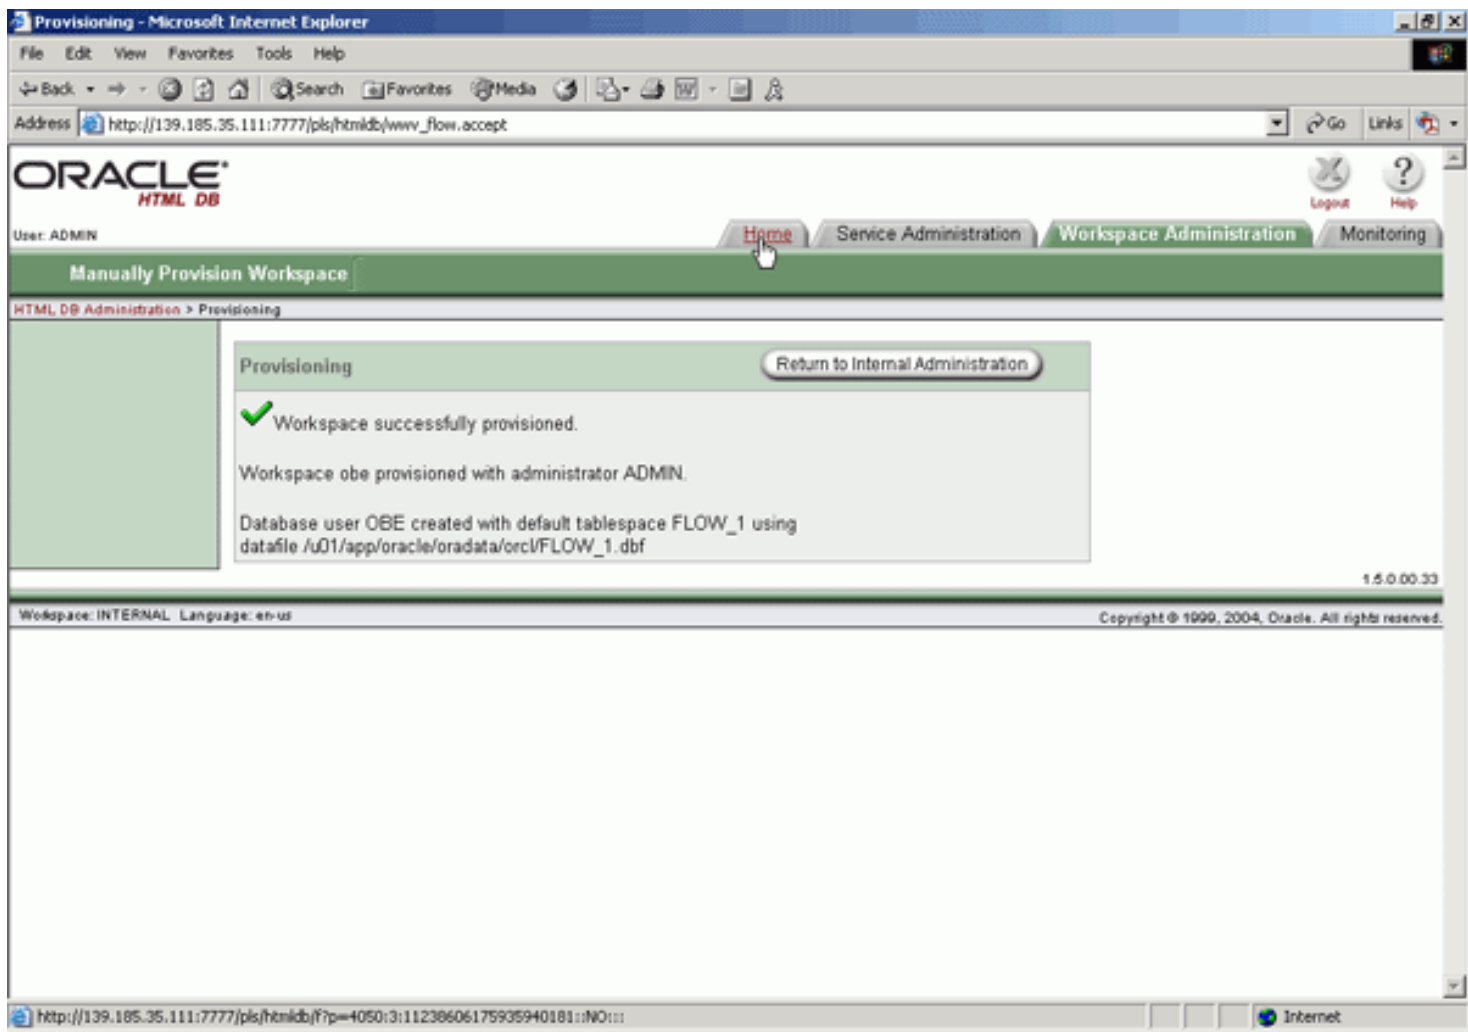 Provisioning - Microsoft Internet Explorer
File Edit View Favorites Tools Help
Back Search Favorites Media
Address http://139.185.35.111:7777/pls/htmldb/wwv_flow.accept Go Links
ORACLE
HTML DB
Logout Help
User: ADMIN
Home Service Administration Workspace Administration Monitoring
Manually Provision Workspace
HTML DB Administration > Provisioning
Provisioning Return to Internal Administration
Workspace successfully provisioned.
Workspace obe provisioned with administrator ADMIN.
Database user OBE created with default tablespace FLOW_1 using
datafile /u01/app/oracle/oradata/orcl/FLOW_1.dbf
1.5.0.00.33
Workspace: INTERNAL Language: en-us Copyright © 1999, 2004, Oracle. All rights reserved.
http://139.185.35.111:7777/pls/htmldb/f?p=4050:3:11238606175935940181::NO::: Internet